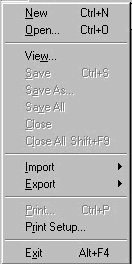 New Ctrl+N
Open... Ctrl+O
View...
Save Ctrl+S
Save As...
Save All
Close
Close All Shift+F9
Import
Export
Print... Ctrl+P
Print Setup...
Exit Alt+F4